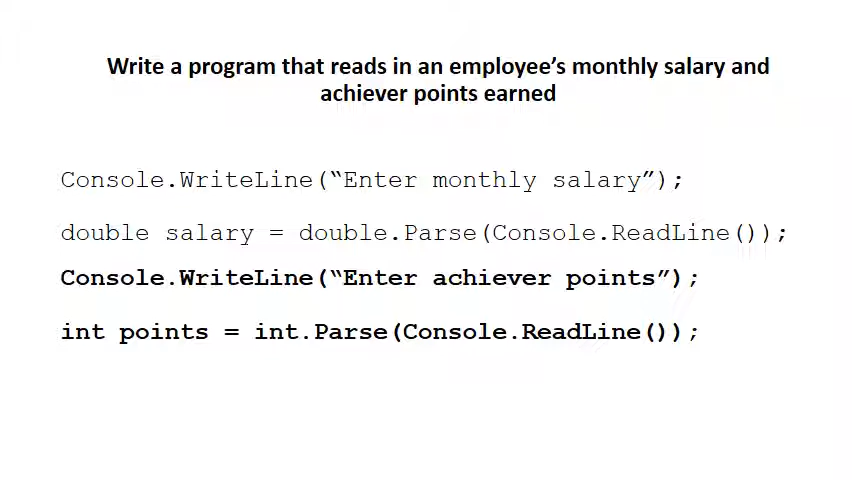 Write a program that reads in an employee’s monthly salary and
achiever points earned
Console.WriteLine(“Enter monthly salary”);
double salary = double.Parse(Console.ReadLine());
Console.WriteLine(“Enter achiever points”);
int points = int.Parse(Console.ReadLine());